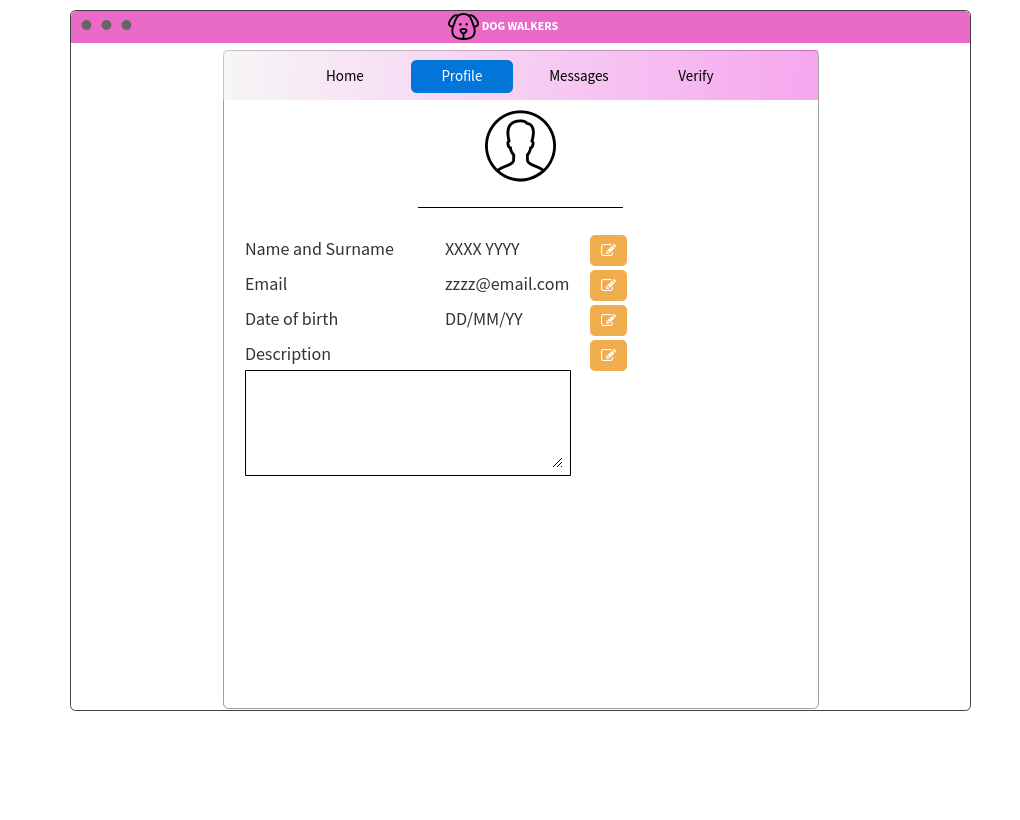 DOG WALKERS
Home Profile Messages Verify
Name and Surname XXXX YYYY
Email zzzz@email.com
Date of birth DD/MM/YY
Description